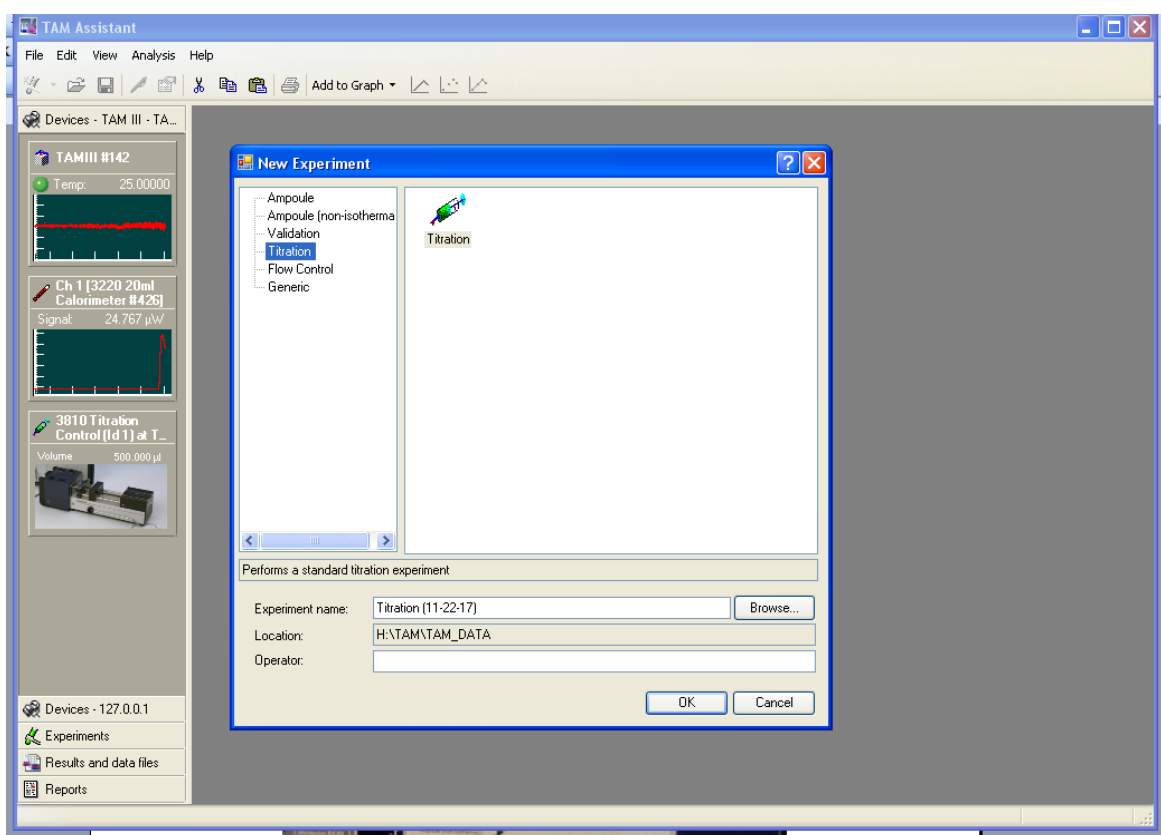 TAM Assistant
File Edit View Analysis Help
Add to Graph
Devices - TAM III - TA...
TAMIII #142
Temp: 25.00000
Ch 1 [3220 20ml
Calorimeter #426]
Signal: 24.767 µW
3810 Titration
Control (Id 1) at T...
Volume 500.000 µl
Devices - 127.0.0.1
Experiments
Results and data files
Reports
New Experiment
Ampoule
Ampoule (non-isotherma
Validation
Titration
Flow Control
Generic
Titration
Performs a standard titration experiment
Experiment name: Titration (11-22-17) Browse...
Location: H:\TAM\TAM_DATA
Operator:
OK Cancel